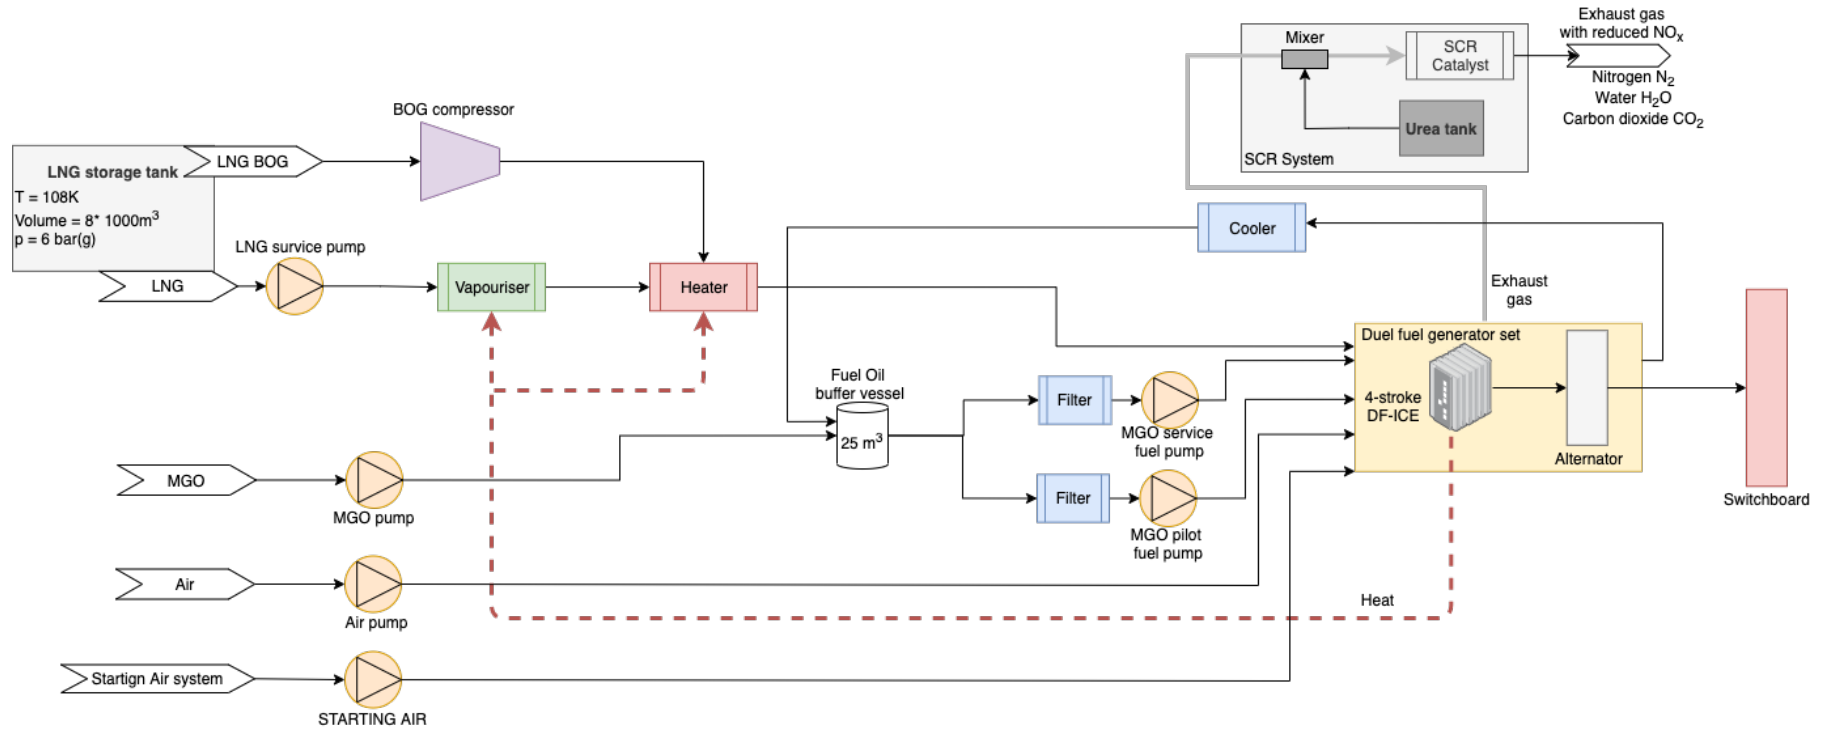 Exhaust gas
with reduced NOx
Mixer
SCR
Catalyst
Nitrogen N2
Water H2O
Carbon dioxide CO2
Urea tank
SCR System
BOG compressor
LNG BOG
LNG storage tank
T = 108K
Volume = 8* 1000m3
p = 6 bar(g)
LNG survice pump
LNG
Vapouriser
Heater
Cooler
Exhaust
gas
Duel fuel generator set
4-stroke
DF-ICE
Alternator
Switchboard
Fuel Oil
buffer vessel
25 m3
Filter
MGO service
fuel pump
Filter
MGO pilot
fuel pump
MGO
MGO pump
Air
Air pump
Heat
Startign Air system
STARTING AIR